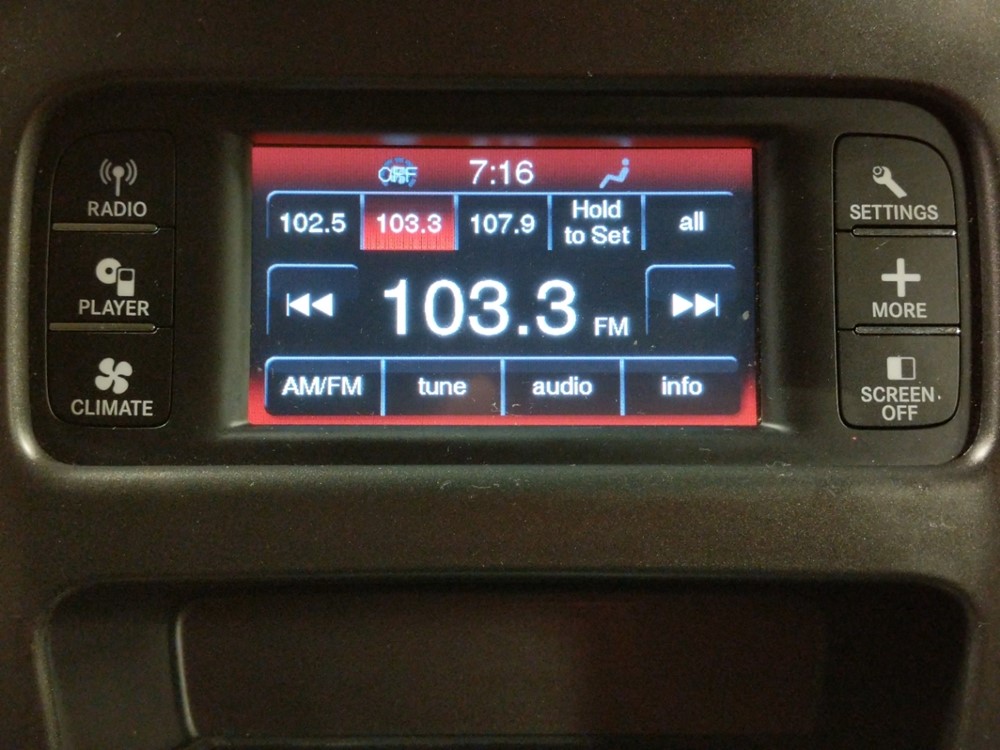 RADIO
PLAYER
CLIMATE
OFF 7:16
102.5 103.3 107.9 Hold to Set all
103.3 FM
AM/FM tune audio info
SETTINGS
MORE
SCREEN
OFF